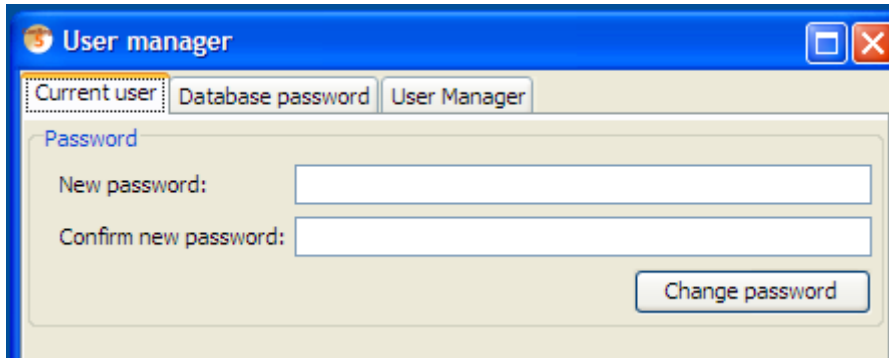 User manager
Current user Database password User Manager
Password
New password:
Confirm new password:
Change password